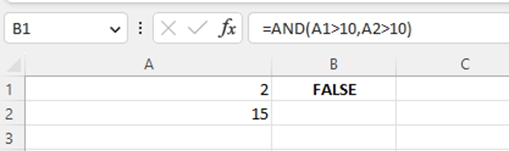 B1 fx =AND(A1>10,A2>10)
A B C
1 2 FALSE
2 15
3